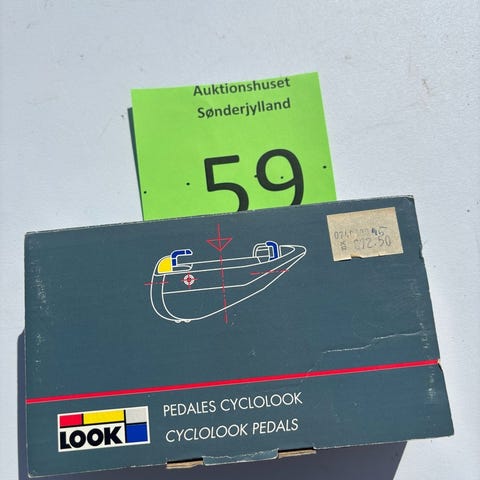 Auktionshuset
Sønderjylland
59
LOOK
PEDALES CYCLOLOOK
CYCLOLOOK PEDALS